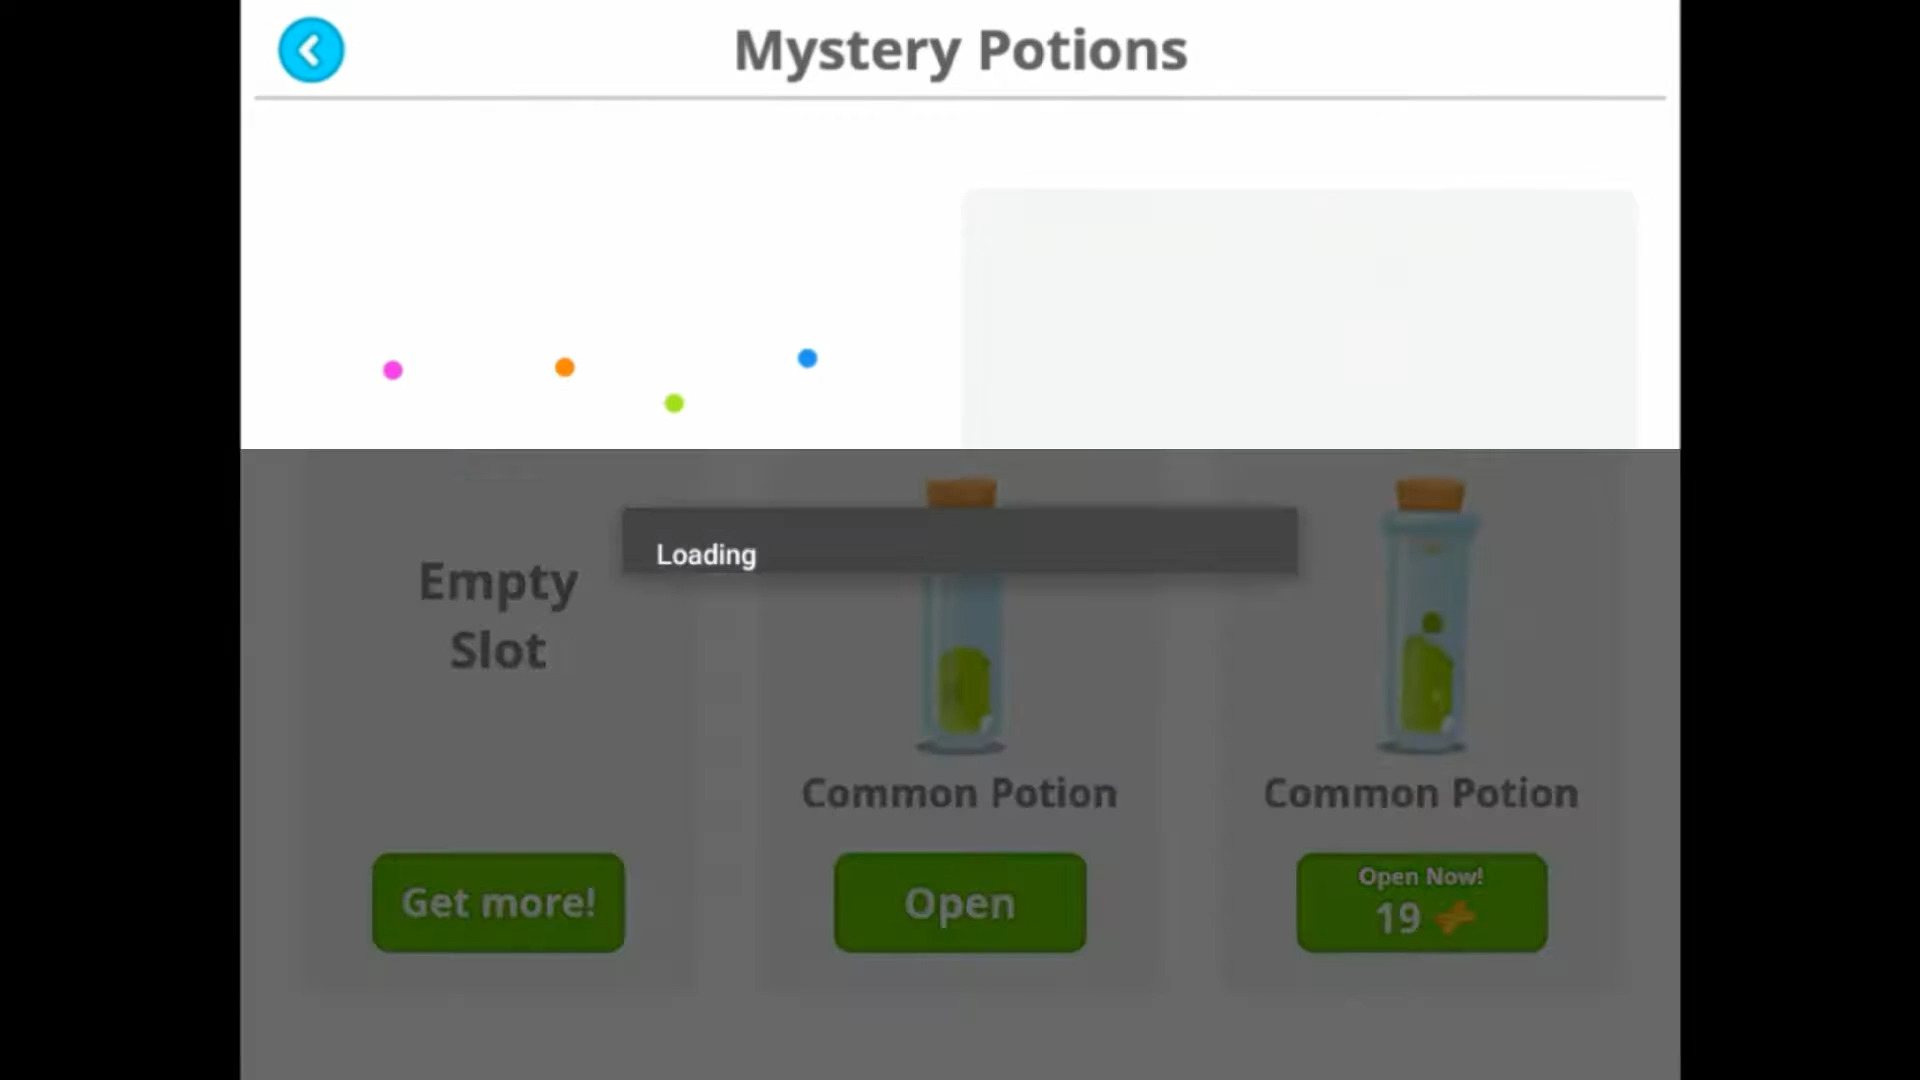 Mystery Potions
Loading
Empty
Slot
Common Potion
Common Potion
Get more!
Open
Open Now!
19